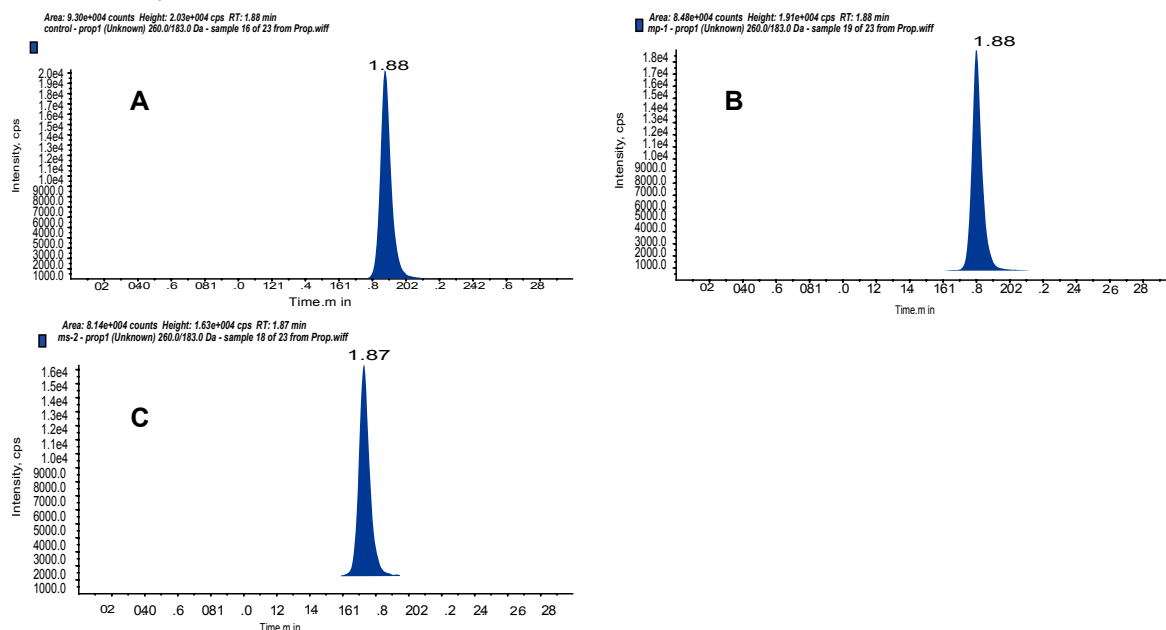 Area: 9.30e+004 counts Height: 2.03e+004 cps RT: 1.88 min
control - prop1 (Unknown) 260.0/183.0 Da - sample 16 of 23 from Prop.wiff
1.88
A
Intensity, cps
2.0e4
1.9e4
1.8e4
1.7e4
1.6e4
1.5e4
1.4e4
1.3e4
1.2e4
1.1e4
1.0e4
9000.0
8000.0
7000.0
6000.0
5000.0
4000.0
3000.0
2000.0
1000.0
02 040 .6 081 .0 121 .4 161 .8 202 .2 242 .6 28
Time.m in
Area: 8.48e+004 counts Height: 1.91e+004 cps RT: 1.88 min
mp-1 - prop1 (Unknown) 260.0/183.0 Da - sample 19 of 23 from Prop.wiff
1.88
B
Intensity, cps
1.8e4
1.7e4
1.6e4
1.5e4
1.4e4
1.3e4
1.2e4
1.1e4
1.0e4
9000.0
8000.0
7000.0
6000.0
5000.0
4000.0
3000.0
2000.0
1000.0
02 040 .6 081 .0 12 14 161 .8 202 .2 24 26 28
Time.m in
Area: 8.14e+004 counts Height: 1.63e+004 cps RT: 1.87 min
ms-2 - prop1 (Unknown) 260.0/183.0 Da - sample 18 of 23 from Prop.wiff
1.87
C
Intensity, cps
1.6e4
1.5e4
1.4e4
1.3e4
1.2e4
1.1e4
1.0e4
9000.0
8000.0
7000.0
6000.0
5000.0
4000.0
3000.0
2000.0
1000.0
02 040 .6 081 .0 12 14 161 .8 202 .2 24 26 28
Time.m in